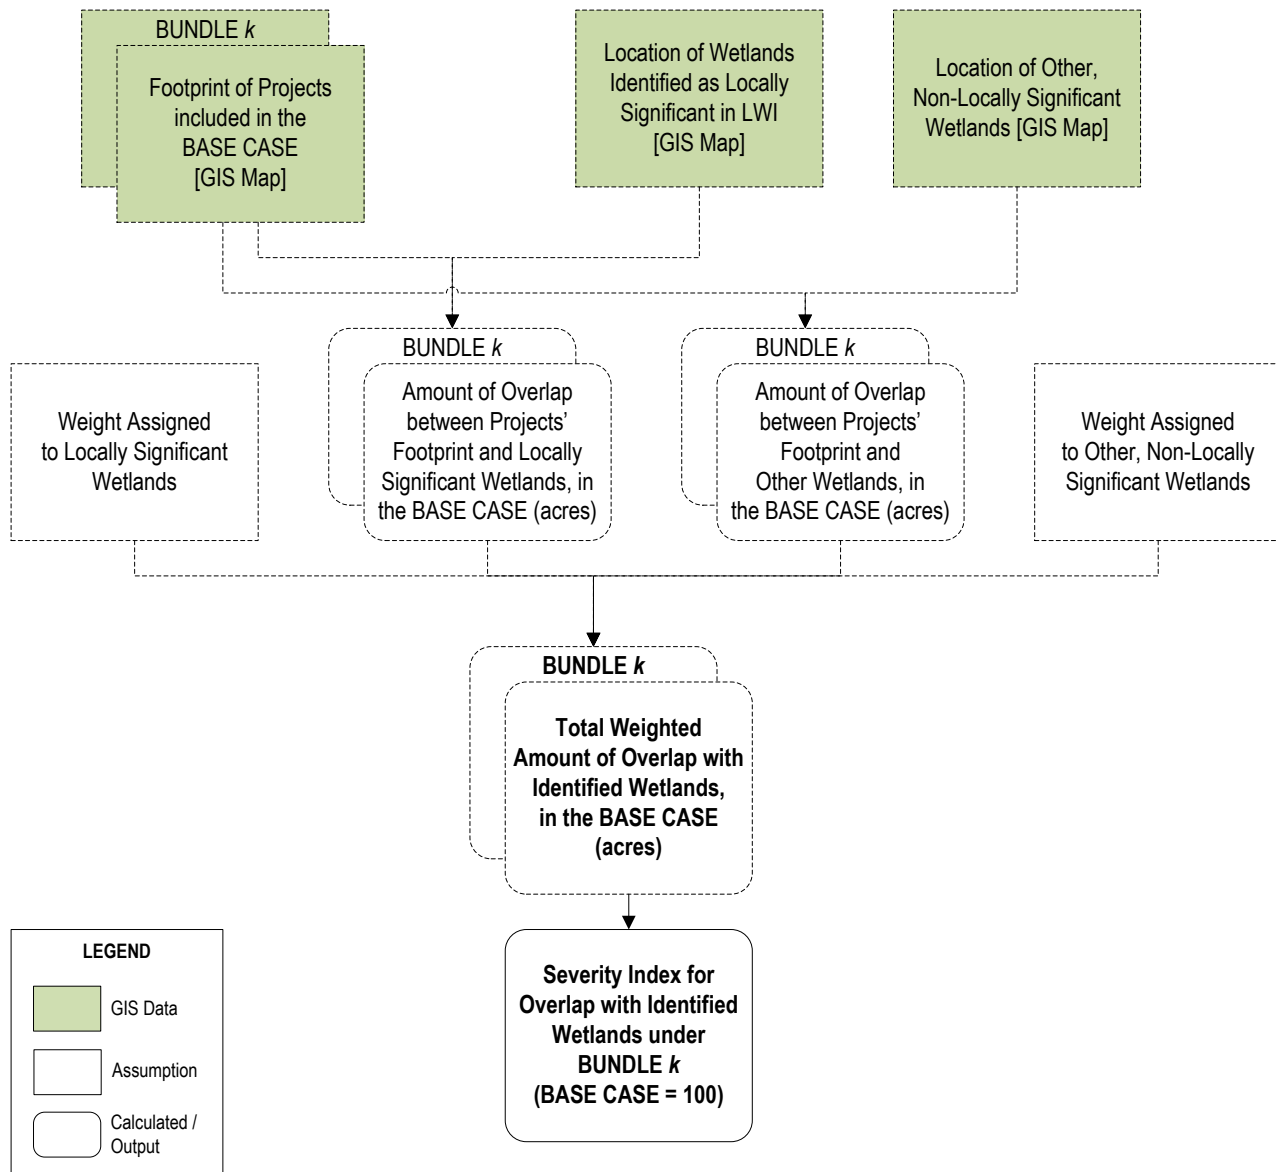 BUNDLE k
Footprint of Projects
included in the
BASE CASE
[GIS Map]
Location of Wetlands
Identified as Locally
Significant in LWI
[GIS Map]
Location of Other,
Non-Locally Significant
Wetlands [GIS Map]
Weight Assigned
to Locally Significant
Wetlands
BUNDLE k
Amount of Overlap
between Projects’
Footprint and Locally
Significant Wetlands, in
the BASE CASE (acres)
BUNDLE k
Amount of Overlap
between Projects’
Footprint and
Other Wetlands, in
the BASE CASE (acres)
Weight Assigned
to Other, Non-Locally
Significant Wetlands
BUNDLE k
Total Weighted
Amount of Overlap with
Identified Wetlands,
in the BASE CASE
(acres)
Severity Index for
Overlap with Identified
Wetlands under
BUNDLE k
(BASE CASE = 100)
LEGEND
GIS Data
Assumption
Calculated /
Output